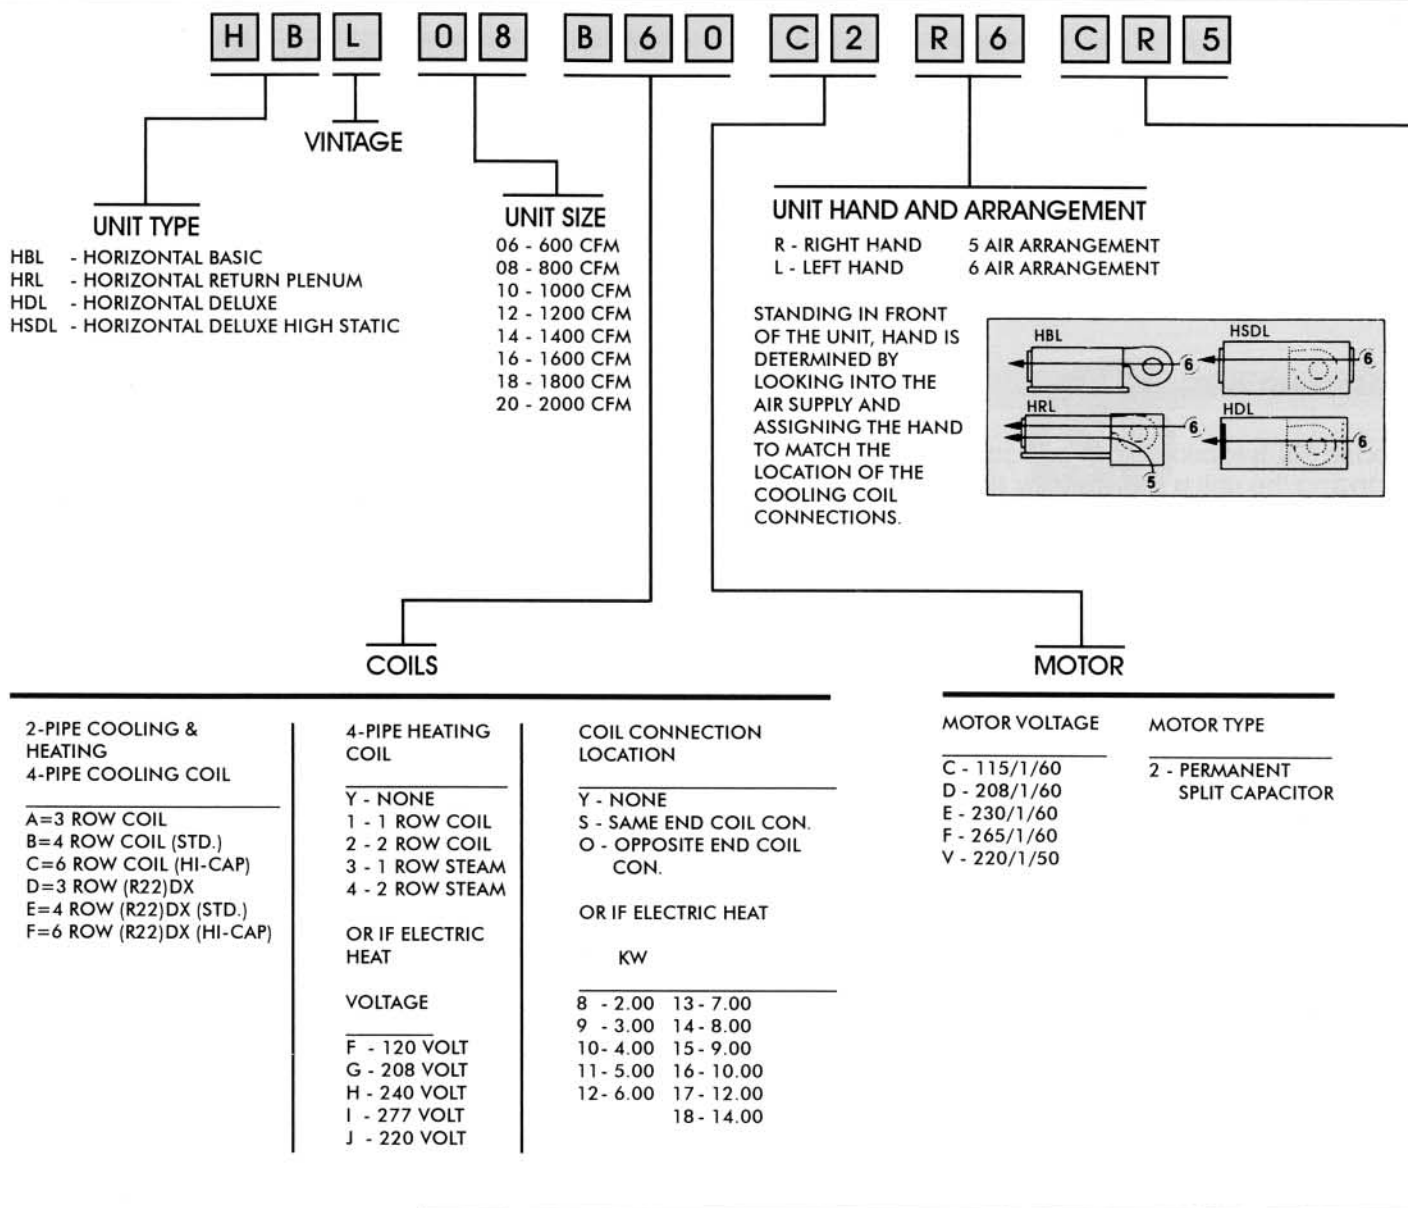 H B L 0 8 B 6 0 C 2 R 6 C R 5
VINTAGE
UNIT TYPE
HBL - HORIZONTAL BASIC
HRL - HORIZONTAL RETURN PLENUM
HDL - HORIZONTAL DELUXE
HSDL - HORIZONTAL DELUXE HIGH STATIC
UNIT SIZE
06 - 600 CFM
08 - 800 CFM
10 - 1000 CFM
12 - 1200 CFM
14 - 1400 CFM
16 - 1600 CFM
18 - 1800 CFM
20 - 2000 CFM
UNIT HAND AND ARRANGEMENT
R - RIGHT HAND 5 AIR ARRANGEMENT
L - LEFT HAND 6 AIR ARRANGEMENT
STANDING IN FRONT
OF THE UNIT, HAND IS
DETERMINED BY
LOOKING INTO THE
AIR SUPPLY AND
ASSIGNING THE HAND
TO MATCH THE
LOCATION OF THE
COOLING COIL
CONNECTIONS.
HBL
6
HSDL
6
HRL
6
5
HDL
6
COILS
2-PIPE COOLING &
HEATING
4-PIPE COOLING COIL
A=3 ROW COIL
B=4 ROW COIL (STD.)
C=6 ROW COIL (HI-CAP)
D=3 ROW (R22)DX
E=4 ROW (R22)DX (STD.)
F=6 ROW (R22)DX (HI-CAP)
4-PIPE HEATING
COIL
Y - NONE
1 - 1 ROW COIL
2 - 2 ROW COIL
3 - 1 ROW STEAM
4 - 2 ROW STEAM
OR IF ELECTRIC
HEAT
VOLTAGE
F - 120 VOLT
G - 208 VOLT
H - 240 VOLT
I - 277 VOLT
J - 220 VOLT
COIL CONNECTION
LOCATION
Y - NONE
S - SAME END COIL CON.
O - OPPOSITE END COIL
CON.
OR IF ELECTRIC HEAT
KW
8 - 2.00 13 - 7.00
9 - 3.00 14 - 8.00
10 - 4.00 15 - 9.00
11 - 5.00 16 - 10.00
12 - 6.00 17 - 12.00
18 - 14.00
MOTOR
MOTOR VOLTAGE
C - 115/1/60
D - 208/1/60
E - 230/1/60
F - 265/1/60
V - 220/1/50
MOTOR TYPE
2 - PERMANENT
SPLIT CAPACITOR